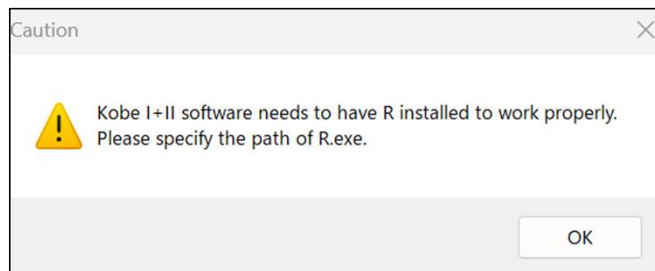 Caution
Kobe I+II software needs to have R installed to work properly.
Please specify the path of R.exe.
OK